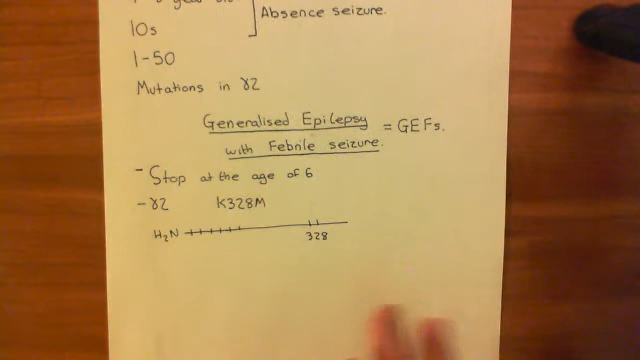 Absence seizure.
10s
1-50
Mutations in γ2
Generalised Epilepsy = GEFs.
with Febrile seizure.
- Stop at the age of 6
- γ2 K328M
H₂N
328